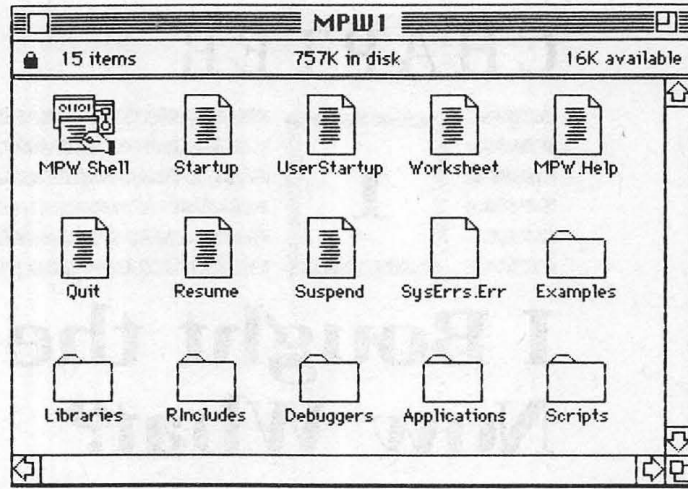 MPW1
15 items 757K in disk 16K available
MPW Shell Startup UserStartup Worksheet MPW.Help
Quit Resume Suspend SysErrs.Err Examples
Libraries RIncludes Debuggers Applications Scripts